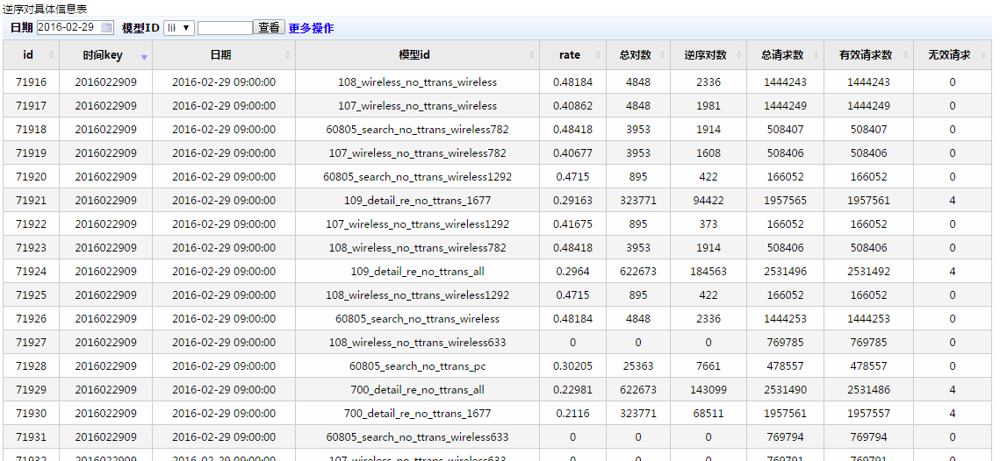 逆序对具体信息表
日期 2016-02-29 模型ID lik 查看 更多操作
id 时间key 日期 模型id rate 总对数 逆序对数 总请求数 有效请求数 无效请求
71916 2016022909 2016-02-29 09:00:00 108_wireless_no_ttrans_wireless 0.48184 4848 2336 1444243 1444243 0
71917 2016022909 2016-02-29 09:00:00 107_wireless_no_ttrans_wireless 0.40862 4848 1981 1444249 1444249 0
71918 2016022909 2016-02-29 09:00:00 60805_search_no_ttrans_wireless782 0.48418 3953 1914 508407 508407 0
71919 2016022909 2016-02-29 09:00:00 107_wireless_no_ttrans_wireless782 0.40677 3953 1608 508406 508406 0
71920 2016022909 2016-02-29 09:00:00 60805_search_no_ttrans_wireless1292 0.4715 895 422 166052 166052 0
71921 2016022909 2016-02-29 09:00:00 109_detail_re_no_ttrans_1677 0.29163 323771 94422 1957565 1957561 4
71922 2016022909 2016-02-29 09:00:00 107_wireless_no_ttrans_wireless1292 0.41675 895 373 166052 166052 0
71923 2016022909 2016-02-29 09:00:00 108_wireless_no_ttrans_wireless782 0.48418 3953 1914 508406 508406 0
71924 2016022909 2016-02-29 09:00:00 109_detail_re_no_ttrans_all 0.2964 622673 184563 2531496 2531492 4
71925 2016022909 2016-02-29 09:00:00 108_wireless_no_ttrans_wireless1292 0.4715 895 422 166052 166052 0
71926 2016022909 2016-02-29 09:00:00 60805_search_no_ttrans_wireless 0.48184 4848 2336 1444253 1444253 0
71927 2016022909 2016-02-29 09:00:00 108_wireless_no_ttrans_wireless633 0 0 0 769785 769785 0
71928 2016022909 2016-02-29 09:00:00 60805_search_no_ttrans_pc 0.30205 25363 7661 478557 478557 0
71929 2016022909 2016-02-29 09:00:00 700_detail_re_no_ttrans_all 0.22981 622673 143099 2531490 2531486 4
71930 2016022909 2016-02-29 09:00:00 700_detail_re_no_ttrans_1677 0.2116 323771 68511 1957561 1957557 4
71931 2016022909 2016-02-29 09:00:00 60805_search_no_ttrans_wireless633 0 0 0 769794 769794 0
71932 2016022909 2016-02-29 09:00:00 107_wireless_no_ttrans_wireless633 0 0 0 769791 769791 0